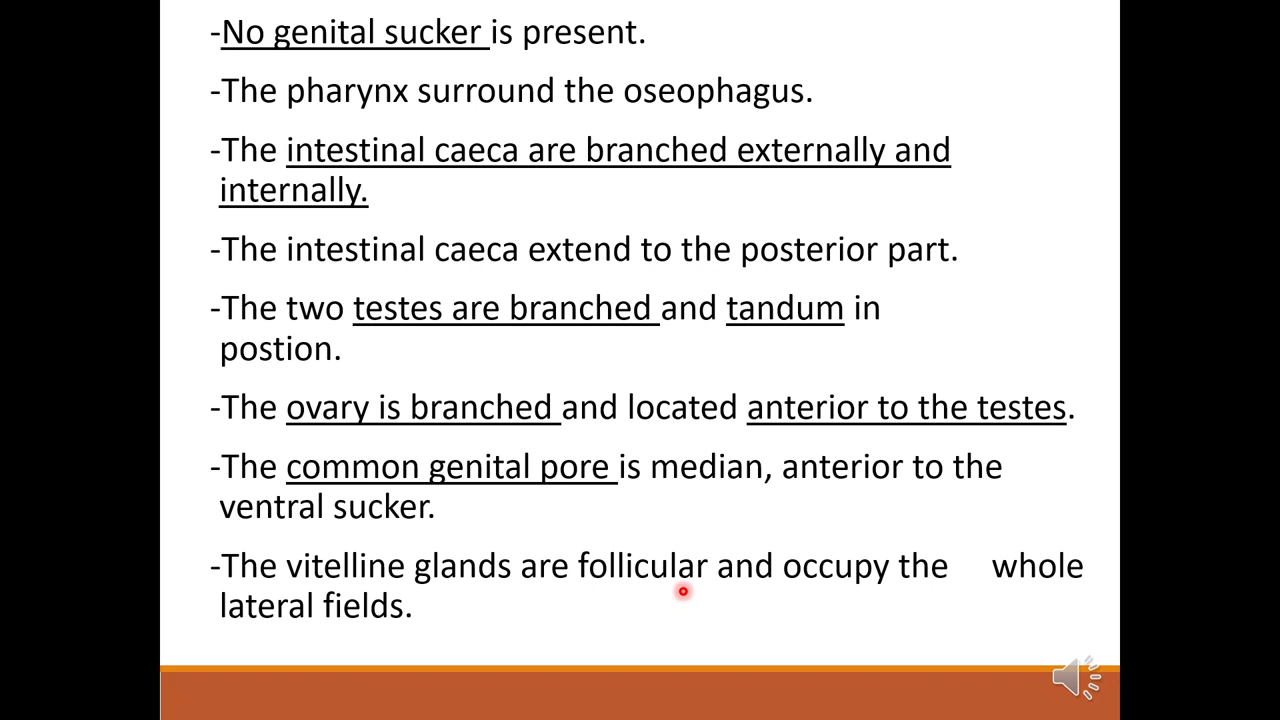 -No genital sucker is present.
-The pharynx surround the oseophagus.
-The intestinal caeca are branched externally and
internally.
-The intestinal caeca extend to the posterior part.
-The two testes are branched and tandum in
postion.
-The ovary is branched and located anterior to the testes.
-The common genital pore is median, anterior to the
ventral sucker.
-The vitelline glands are follicular and occupy the whole
lateral fields.